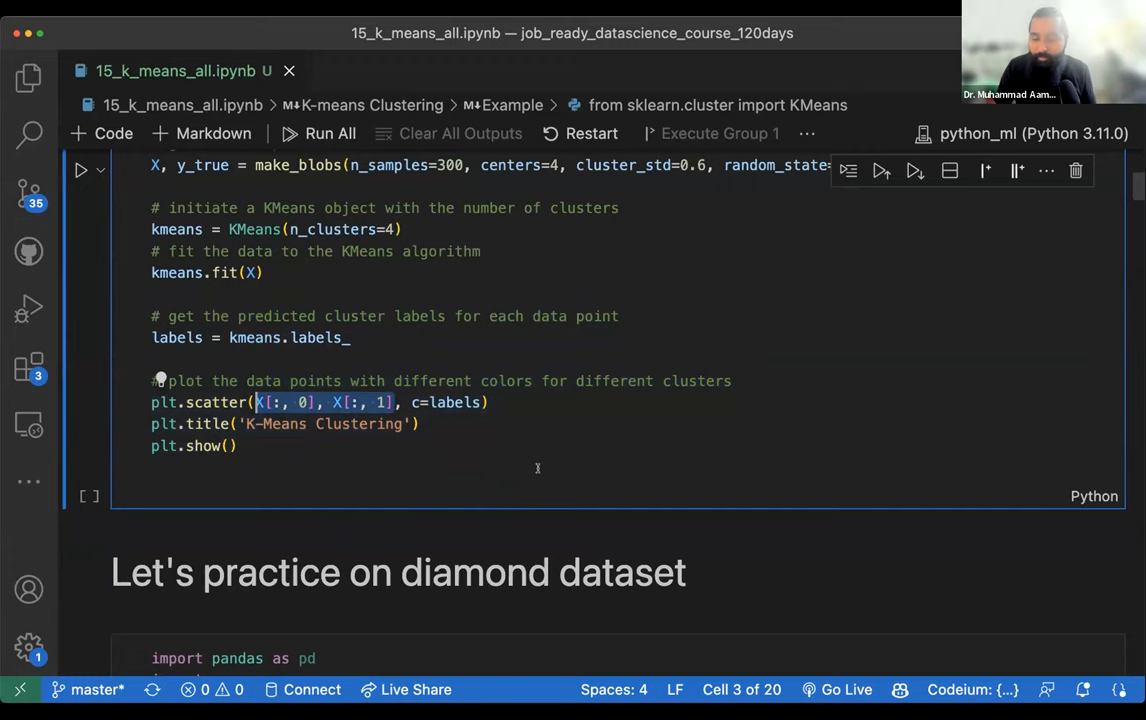 15_k_means_all.ipynb — job_ready_datascience_course_120days
Dr. Muhammad Aam...
15_k_means_all.ipynb U
15_k_means_all.ipynb > M↓K-means Clustering > M↓Example > from sklearn.cluster import KMeans
+ Code + Markdown Run All Clear All Outputs Restart Execute Group 1 ... python_ml (Python 3.11.0)
X, y_true = make_blobs(n_samples=300, centers=4, cluster_std=0.6, random_state=
# initiate a KMeans object with the number of clusters
kmeans = KMeans(n_clusters=4)
# fit the data to the KMeans algorithm
kmeans.fit(X)
# get the predicted cluster labels for each data point
labels = kmeans.labels_
# plot the data points with different colors for different clusters
plt.scatter(X[:, 0], X[:, 1], c=labels)
plt.title('K-Means Clustering')
plt.show()
[ ]
Python
35
3
1
Let's practice on diamond dataset
import pandas as pd
master* 0 0 Connect Live Share Spaces: 4 LF Cell 3 of 20 Go Live Codeium: {...}